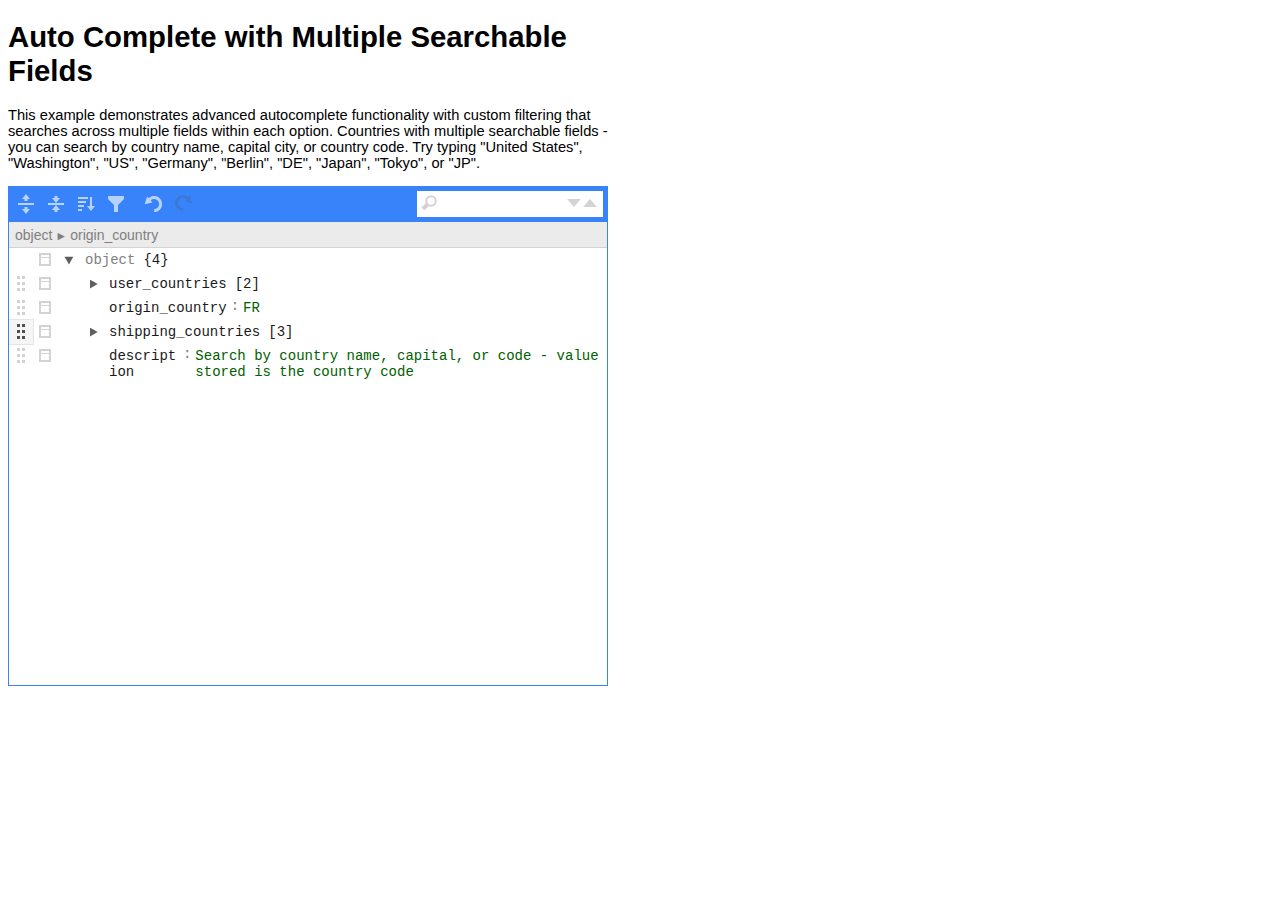 Auto Complete with Multiple Searchable
Fields
This example demonstrates advanced autocomplete functionality with custom filtering that
searches across multiple fields within each option. Countries with multiple searchable fields -
you can search by country name, capital city, or country code. Try typing "United States",
"Washington", "US", "Germany", "Berlin", "DE", "Japan", "Tokyo", or "JP".
object ► origin_country
object {4}
user_countries [2]
origin_country : FR
shipping_countries [3]
descript : Search by country name, capital, or code - value
ion stored is the country code